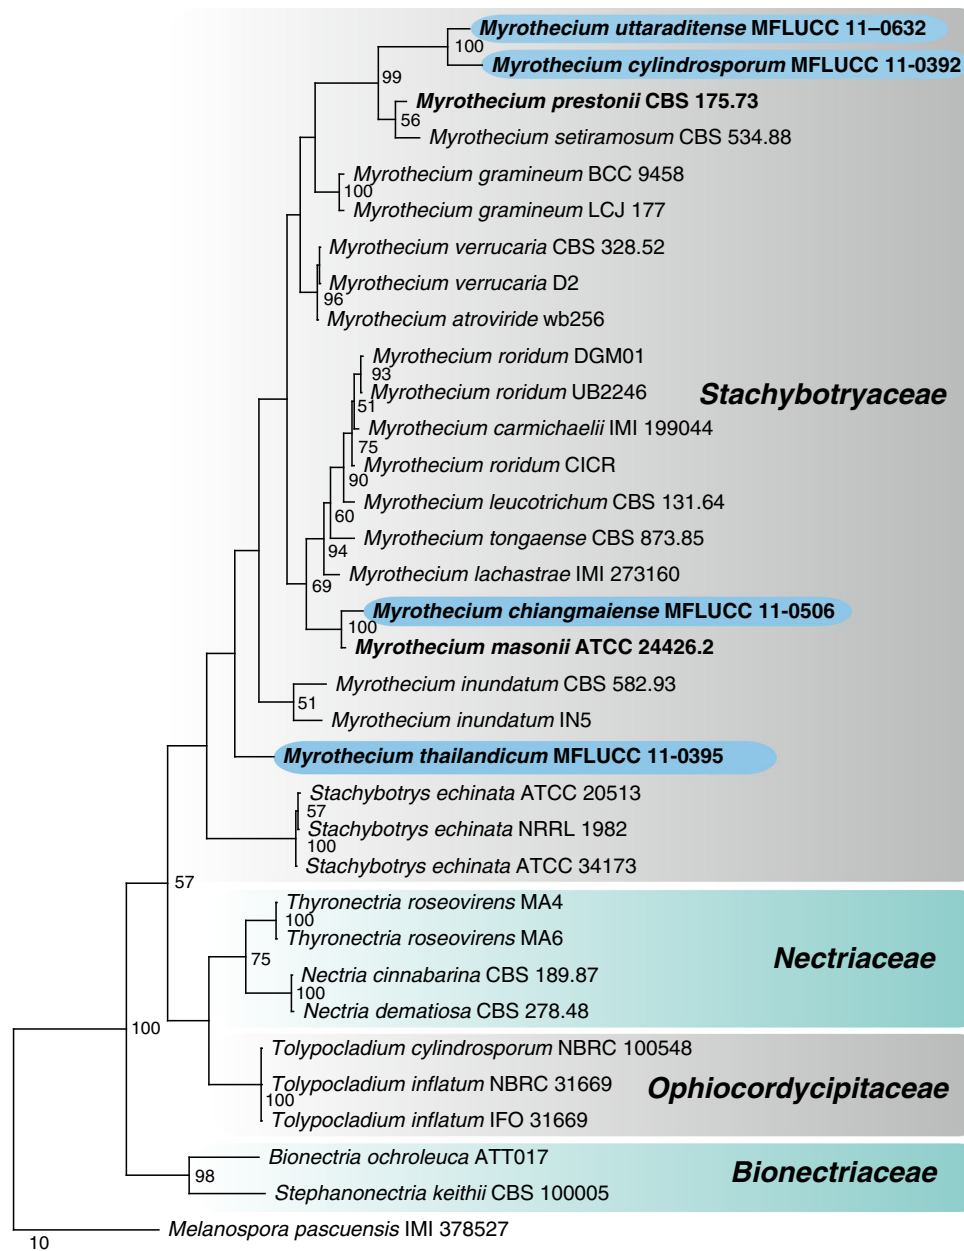 Myrothecium uttaraditense MFLUCC 11–0632
100
Myrothecium cylindrosporum MFLUCC 11-0392
99
Myrothecium prestonii CBS 175.73
56
Myrothecium setiramosum CBS 534.88
Myrothecium gramineum BCC 9458
100
Myrothecium gramineum LCJ 177
Myrothecium verrucaria CBS 328.52
Myrothecium verrucaria D2
96
Myrothecium atroviride wb256
Myrothecium roridum DGM01
93
Myrothecium roridum UB2246
Stachybotryaceae
51
Myrothecium carmichaelii IMI 199044
75
Myrothecium roridum CICR
90
Myrothecium leucotrichum CBS 131.64
60
Myrothecium tongaense CBS 873.85
94
Myrothecium lachastrae IMI 273160
69
Myrothecium chiangmaiense MFLUCC 11-0506
100
Myrothecium masonii ATCC 24426.2
Myrothecium inundatum CBS 582.93
51
Myrothecium inundatum IN5
Myrothecium thailandicum MFLUCC 11-0395
Stachybotrys echinata ATCC 20513
57
Stachybotrys echinata NRRL 1982
100
Stachybotrys echinata ATCC 34173
57
Thyronectria roseovirens MA4
100
Thyronectria roseovirens MA6
75
Nectriaceae
Nectria cinnabarina CBS 189.87
100
Nectria dematiosa CBS 278.48
100
Tolypocladium cylindrosporum NBRC 100548
Tolypocladium inflatum NBRC 31669
Ophiocordycipitaceae
100
Tolypocladium inflatum IFO 31669
Bionectria ochroleuca ATT017
98
Bionectriaceae
Stephanonectria keithii CBS 100005
Melanospora pascuensis IMI 378527
10